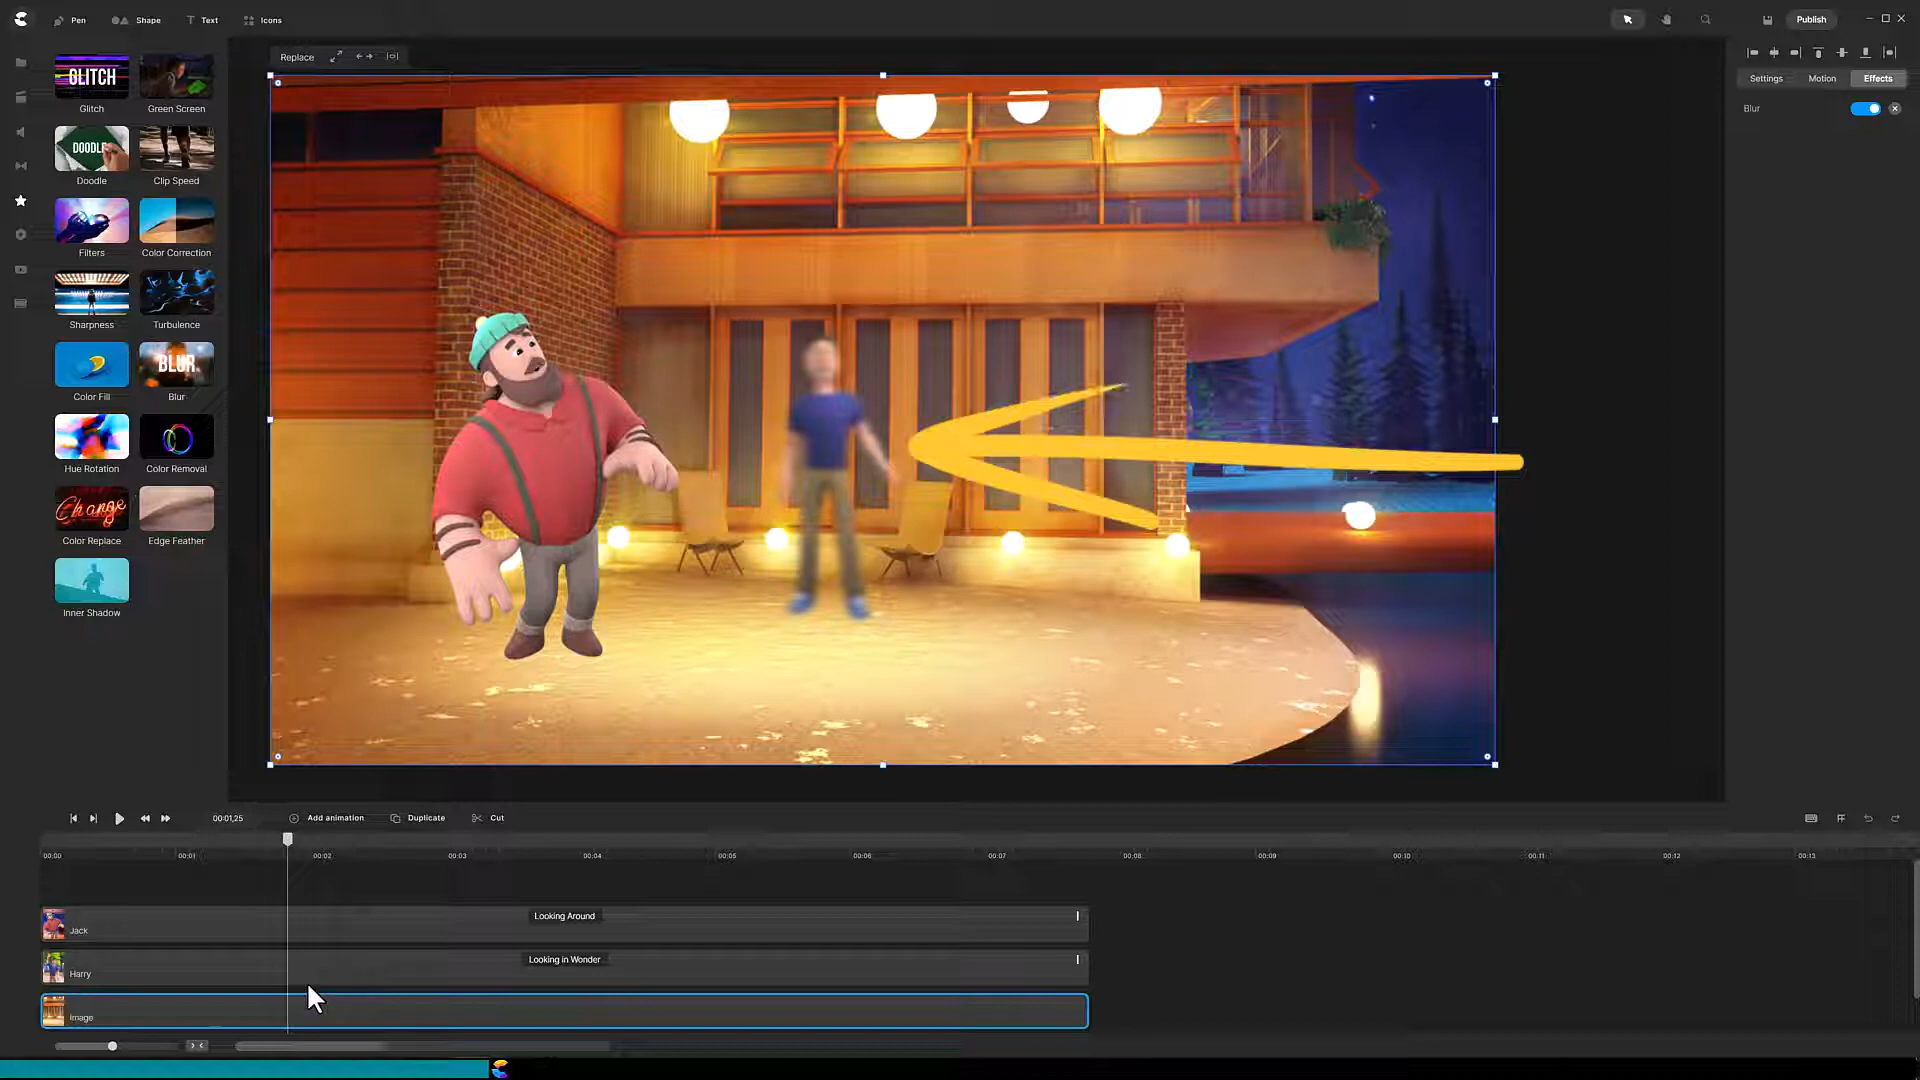 Pen
Shape
Text
Icons
Publish
Replace
GLITCH
Glitch
Green Screen
DOODLE
Doodle
Clip Speed
Filters
Color Correction
Sharpness
Turbulence
BLUR
Color Fill
Blur
Hue Rotation
Color Removal
Change
Color Replace
Edge Feather
Inner Shadow
Settings
Motion
Effects
Blur
00:01,25
Add animation
Duplicate
Cut
00:00
00:01
00:02
00:03
00:04
00:05
00:06
00:07
00:08
00:09
00:10
00:11
00:12
00:13
Looking Around
Jack
Looking in Wonder
Harry
Image